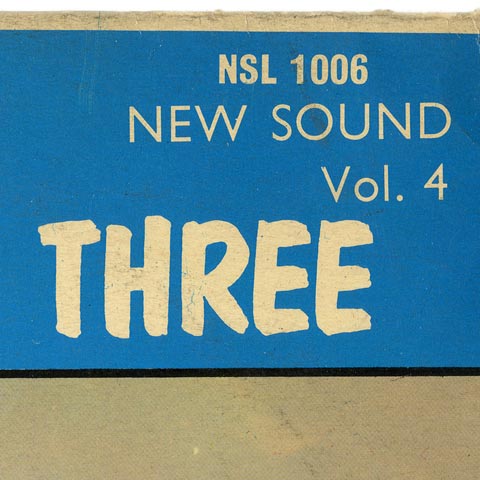 NSL 1006
NEW SOUND
Vol. 4
THREE